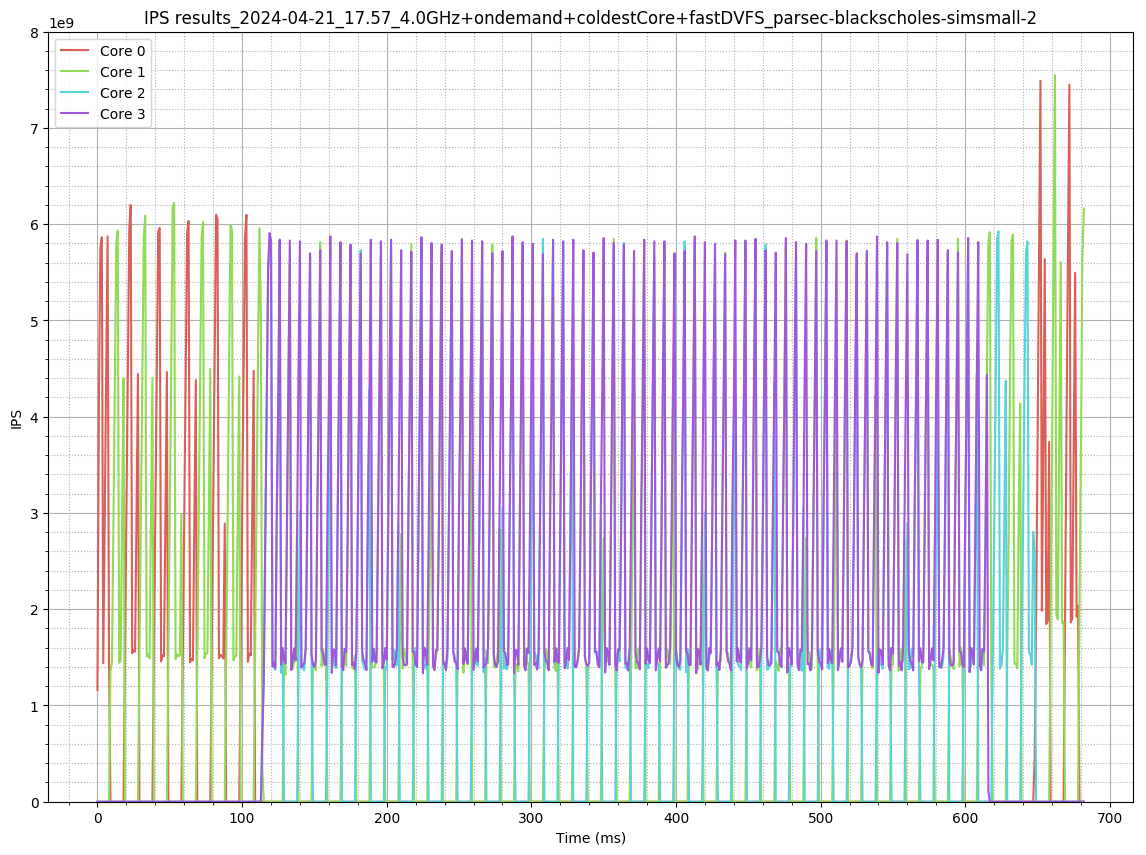 IPS results_2024-04-21_17.57_4.0GHz+ondemand+coldestCore+fastDVFS_parsec-blackscholes-simsmall-2
1e9
Core 0
Core 1
Core 2
Core 3
8
7
6
5
4
3
2
1
0
IPS
0 100 200 300 400 500 600 700
Time (ms)